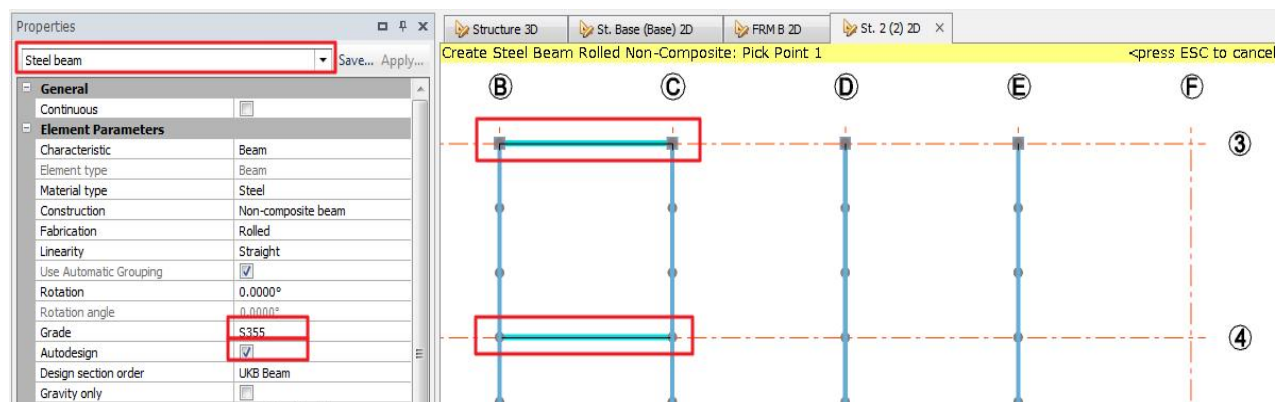 Properties
Steel beam Save... Apply...
General
Continuous
Element Parameters
Characteristic Beam
Element type Beam
Material type Steel
Construction Non-composite beam
Fabrication Rolled
Linearity Straight
Use Automatic Grouping
Rotation 0.0000°
Rotation angle 0.0000°
Grade S355
Autodesign
Design section order UKB Beam
Gravity only
Structure 3D St. Base (Base) 2D FRM B 2D St. 2 (2) 2D
Create Steel Beam Rolled Non-Composite: Pick Point 1 <press ESC to cancel
B C D E F
3
4